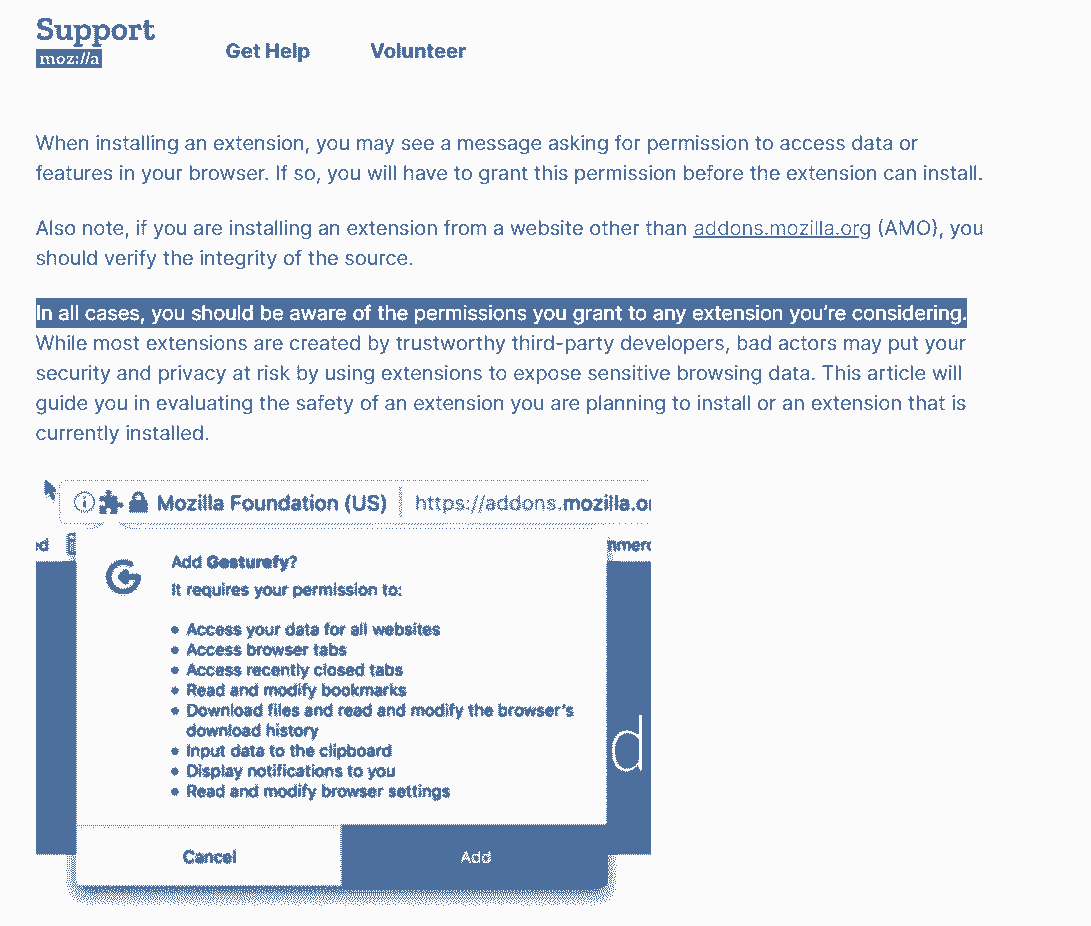 Support
moz://a
Get Help
Volunteer
When installing an extension, you may see a message asking for permission to access data or
features in your browser. If so, you will have to grant this permission before the extension can install.
Also note, if you are installing an extension from a website other than addons.mozilla.org (AMO), you
should verify the integrity of the source.
In all cases, you should be aware of the permissions you grant to any extension you’re considering.
While most extensions are created by trustworthy third-party developers, bad actors may put your
security and privacy at risk by using extensions to expose sensitive browsing data. This article will
guide you in evaluating the safety of an extension you are planning to install or an extension that is
currently installed.
Mozilla Foundation (US)
https://addons.mozilla.o
Add Gesturefy?
It requires your permission to:
• Access your data for all websites
• Access browser tabs
• Access recently closed tabs
• Read and modify bookmarks
• Download files and read and modify the browser’s
download history
• Input data to the clipboard
• Display notifications to you
• Read and modify browser settings
d
Cancel
Add